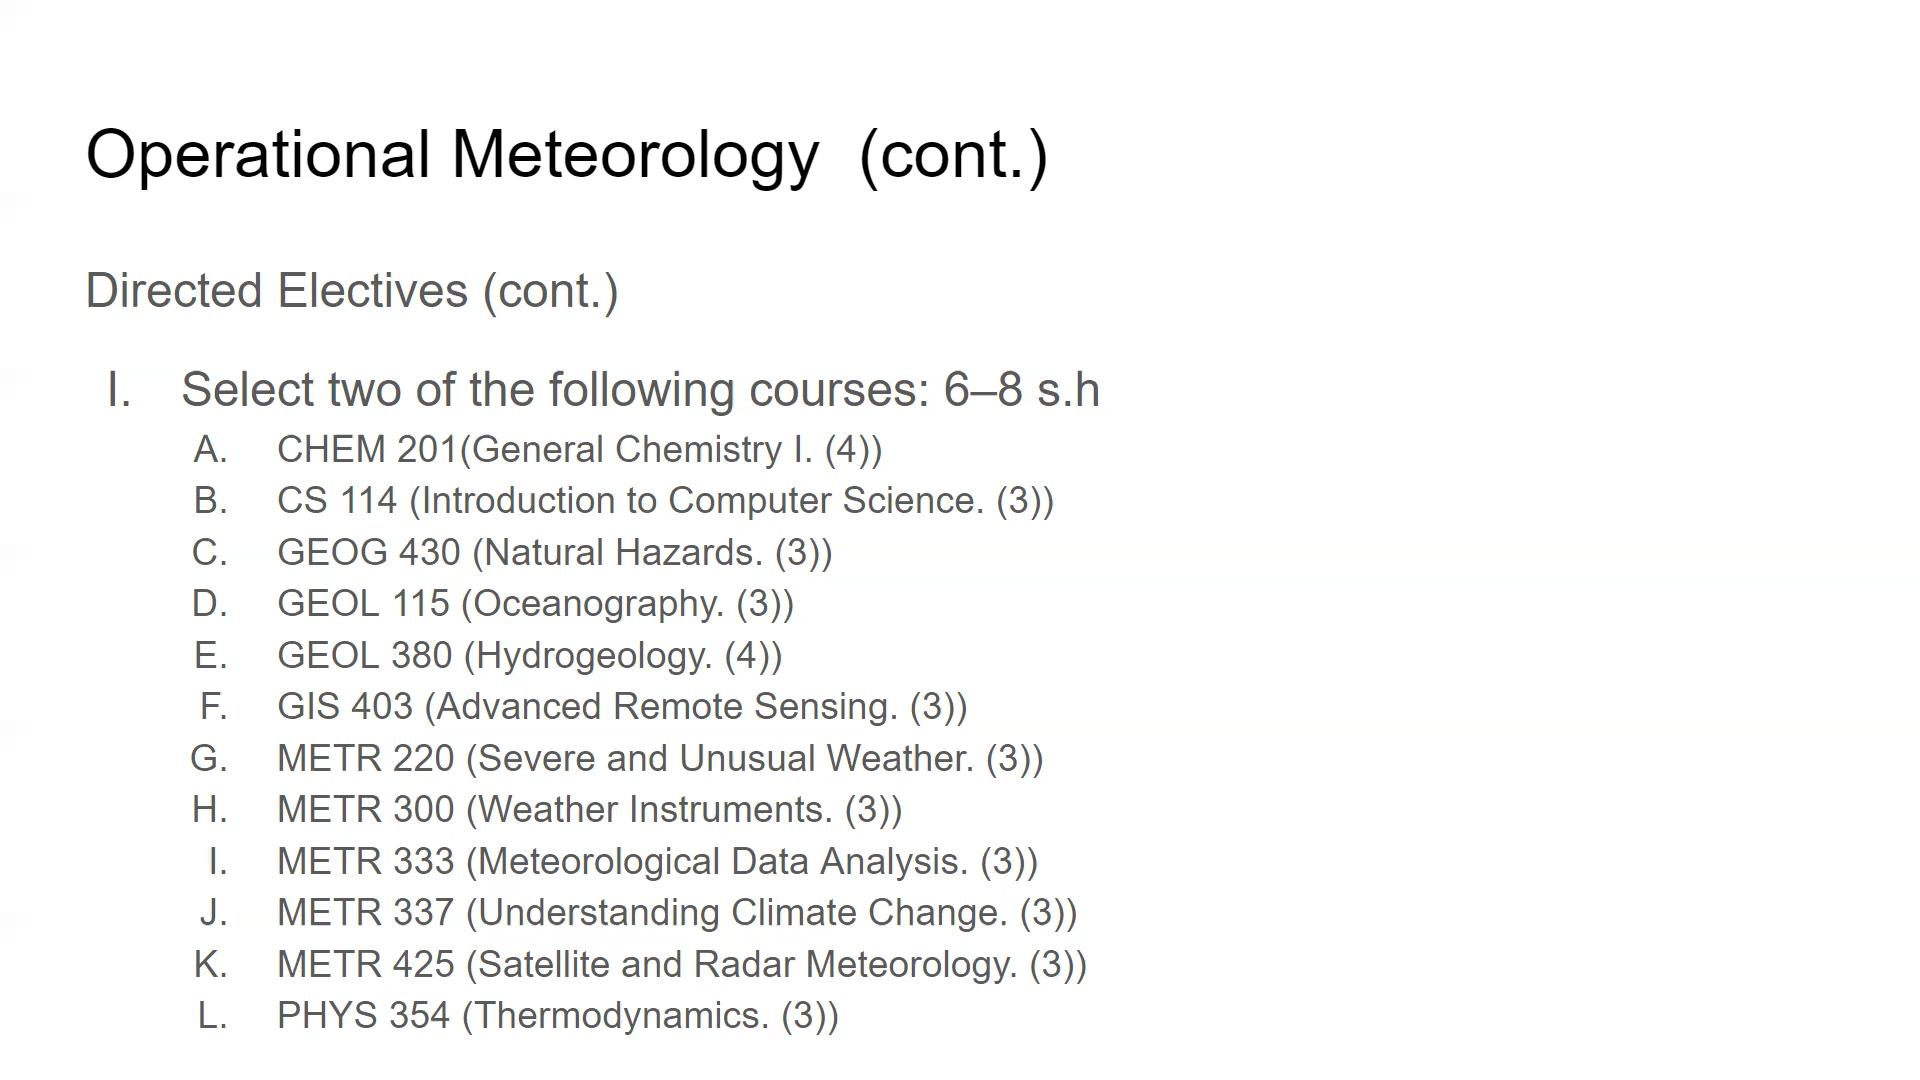 Operational Meteorology  (cont.)
Directed Electives (cont.)
I. Select two of the following courses: 6–8 s.h
A. CHEM 201(General Chemistry I. (4))
B. CS 114 (Introduction to Computer Science. (3))
C. GEOG 430 (Natural Hazards. (3))
D. GEOL 115 (Oceanography. (3))
E. GEOL 380 (Hydrogeology. (4))
F. GIS 403 (Advanced Remote Sensing. (3))
G. METR 220 (Severe and Unusual Weather. (3))
H. METR 300 (Weather Instruments. (3))
I. METR 333 (Meteorological Data Analysis. (3))
J. METR 337 (Understanding Climate Change. (3))
K. METR 425 (Satellite and Radar Meteorology. (3))
L. PHYS 354 (Thermodynamics. (3))